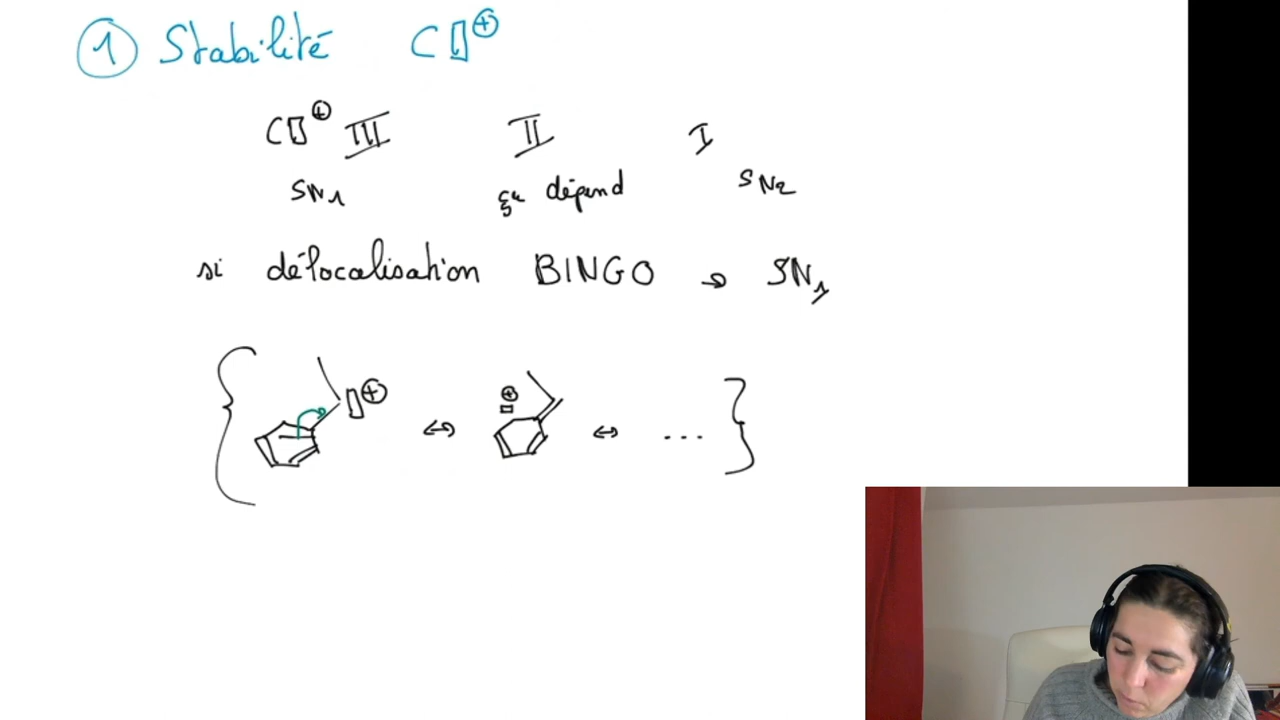 ① Stabilité C▯⊕
C▯⊕ III II I
SN1 ça dépend SN2
si délocalisation BINGO → SN1
{ ▯⊕ ↔ ⊕▯ ↔ ... }